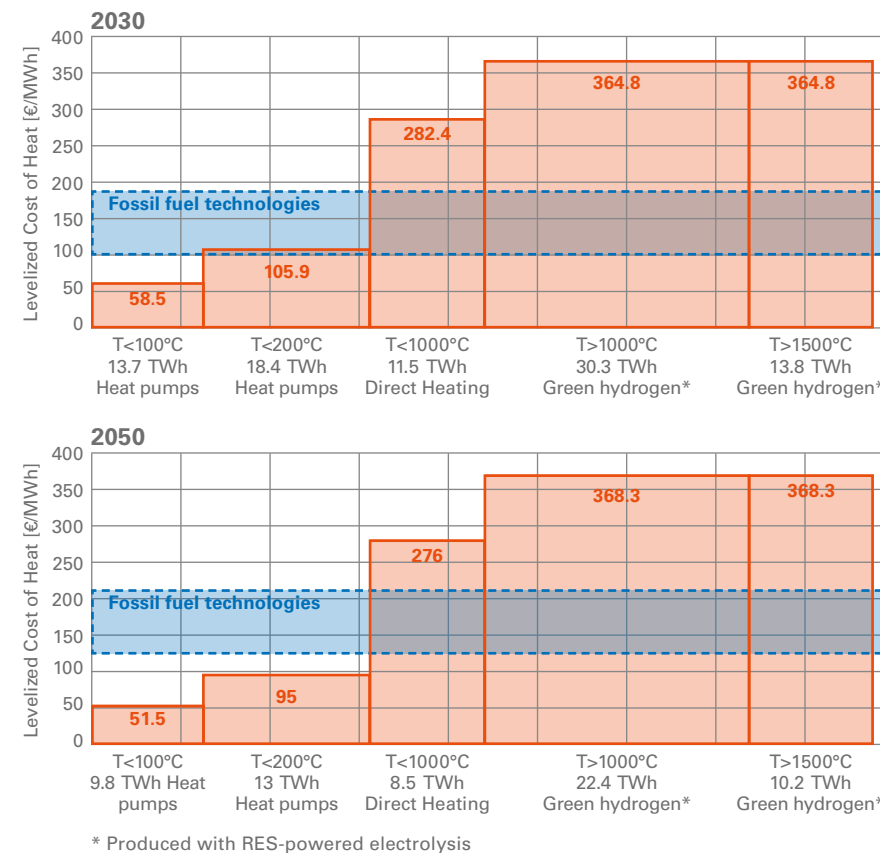 2030
Levelized Cost of Heat [€/MWh]
400
350
300
250
200
150
100
50
0
364.8
364.8
282.4
Fossil fuel technologies
105.9
58.5
T<100°C
13.7 TWh
Heat pumps
T<200°C
18.4 TWh
Heat pumps
T<1000°C
11.5 TWh
Direct Heating
T>1000°C
30.3 TWh
Green hydrogen*
T>1500°C
13.8 TWh
Green hydrogen*
2050
Levelized Cost of Heat [€/MWh]
400
350
300
250
200
150
100
50
0
368.3
368.3
276
Fossil fuel technologies
95
51.5
T<100°C
9.8 TWh Heat
pumps
T<200°C
13 TWh
Heat pumps
T<1000°C
8.5 TWh
Direct Heating
T>1000°C
22.4 TWh
Green hydrogen*
T>1500°C
10.2 TWh
Green hydrogen*
* Produced with RES-powered electrolysis